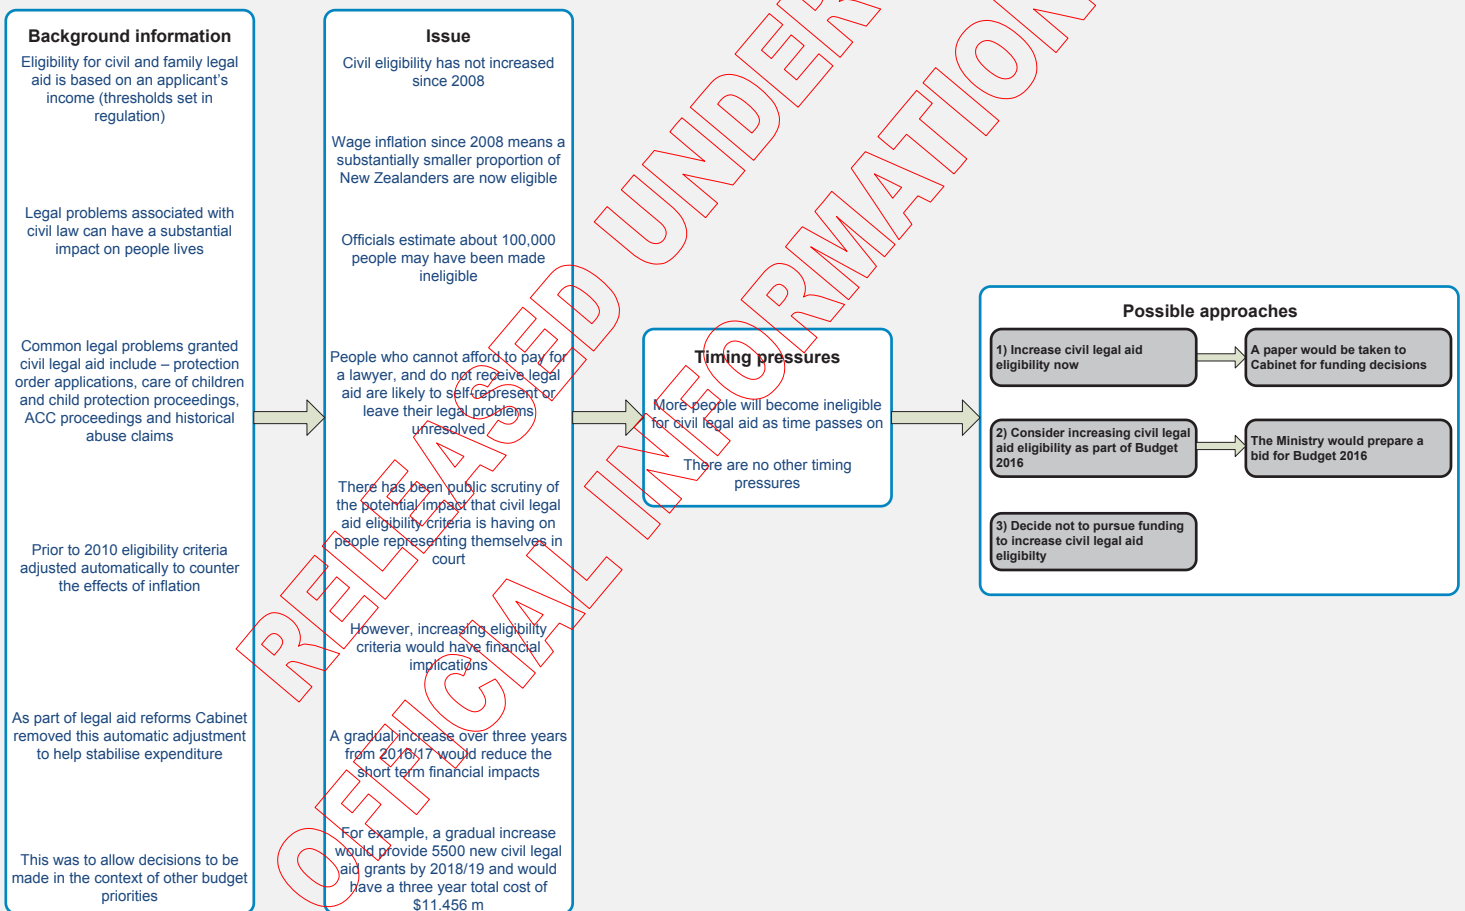 Background information
Eligibility for civil and family legal
aid is based on an applicant's
income (thresholds set in
regulation)
Legal problems associated with
civil law can have a substantial
impact on people lives
Common legal problems granted
civil legal aid include – protection
order applications, care of children
and child protection proceedings,
ACC proceedings and historical
abuse claims
Prior to 2010 eligibility criteria
adjusted automatically to counter
the effects of inflation
As part of legal aid reforms Cabinet
removed this automatic adjustment
to help stabilise expenditure
This was to allow decisions to be
made in the context of other budget
priorities
Issue
Civil eligibility has not increased
since 2008
Wage inflation since 2008 means a
substantially smaller proportion of
New Zealanders are now eligible
Officials estimate about 100,000
people may have been made
ineligible
People who cannot afford to pay for
a lawyer, and do not receive legal
aid are likely to self-represent or
leave their legal problems
unresolved
There has been public scrutiny of
the potential impact that civil legal
aid eligibility criteria is having on
people representing themselves in
court
However, increasing eligibility
criteria would have financial
implications
A gradual increase over three years
from 2016/17 would reduce the
short term financial impacts
For example, a gradual increase
would provide 5500 new civil legal
aid grants by 2018/19 and would
have a three year total cost of
$11.456 m
Timing pressures
More people will become ineligible
for civil legal aid as time passes on
There are no other timing
pressures
Possible approaches
1) Increase civil legal aid
eligibility now
A paper would be taken to
Cabinet for funding decisions
2) Consider increasing civil legal
aid eligibility as part of Budget
2016
The Ministry would prepare a
bid for Budget 2016
3) Decide not to pursue funding
to increase civil legal aid
eligibilty
RELEASED UNDER
OFFICIAL INFORMATION